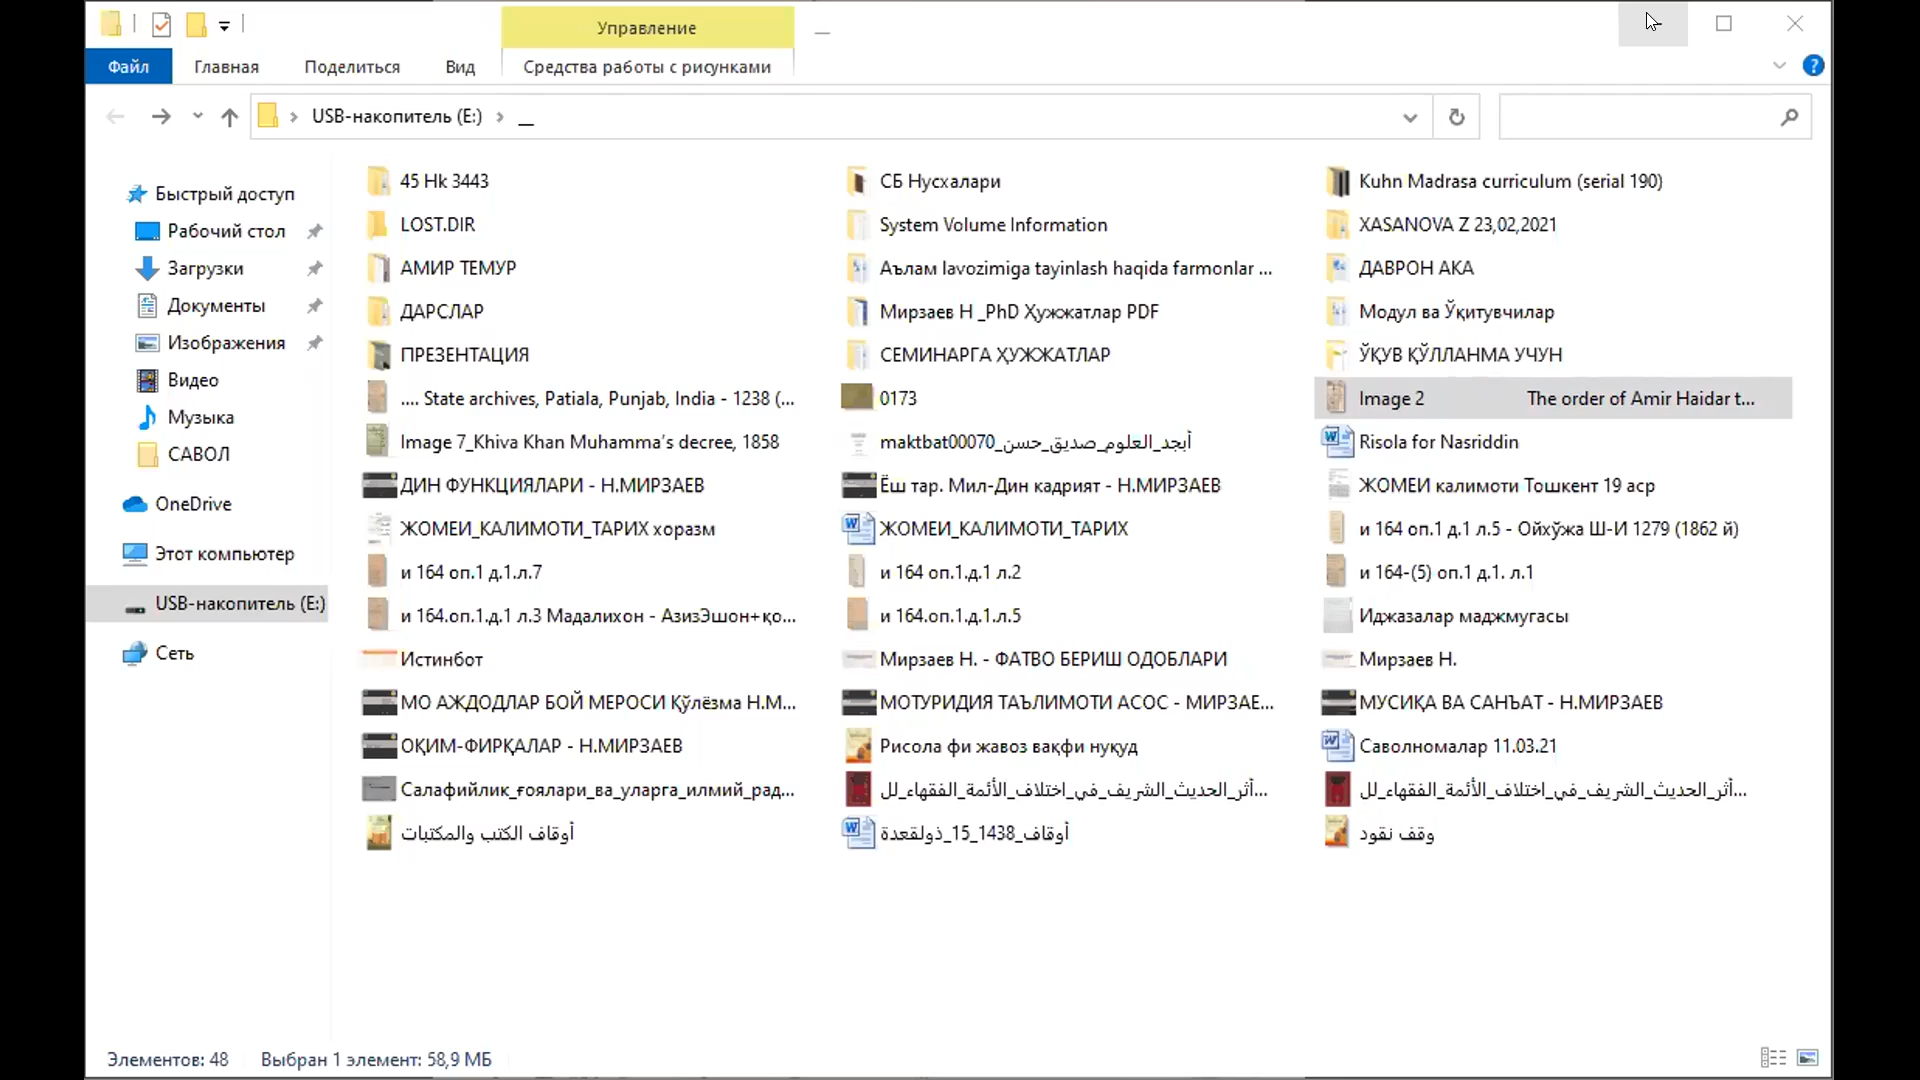 Управление
Файл
Главная
Поделиться
Вид
Средства работы с рисунками
USB-накопитель (E:)
Быстрый доступ
Рабочий стол
Загрузки
Документы
Изображения
Видео
Музыка
САВОЛ
OneDrive
Этот компьютер
USB-накопитель (E:)
Сеть
45 Hk 3443
СБ Нусхалари
Kuhn Madrasa curriculum (serial 190)
LOST.DIR
System Volume Information
XASANOVA Z 23,02,2021
АМИР ТЕМУР
Аълам lavozimiga tayinlash haqida farmonlar ...
ДАВРОН АКА
ДАРСЛАР
Мирзаев Н _PhD Ҳужжатлар PDF
Модул ва Ўқитувчилар
ПРЕЗЕНТАЦИЯ
СЕМИНАРГА ҲУЖЖАТЛАР
ЎҚУВ ҚЎЛЛАНМА УЧУН
.... State archives, Patiala, Punjab, India - 1238 (...
0173
Image 2 The order of Amir Haidar t...
Image 7_Khiva Khan Muhamma's decree, 1858
maktbat00070_أبجد_العلوم_صديق_حسن
Risola for Nasriddin
ДИН ФУНКЦИЯЛАРИ - Н.МИРЗАЕВ
Ёш тар. Мил-Дин кадрият - Н.МИРЗАЕВ
ЖОМЕИ калимоти Тошкент 19 аср
ЖОМЕИ_КАЛИМОТИ_ТАРИХ хоразм
ЖОМЕИ_КАЛИМОТИ_ТАРИХ
и 164 оп.1 д.1 л.5 - Ойхўжа Ш-И 1279 (1862 й)
и 164 оп.1 д.1.л.7
и 164 оп.1.д.1 л.2
и 164-(5) оп.1 д.1. л.1
и 164.оп.1.д.1 л.3 Мадалихон - АзизЭшон+қо...
и 164.оп.1.д.1.л.5
Иджазалар маджмугаси
Истинбот
Мирзаев Н. - ФАТВО БЕРИШ ОДОБЛАРИ
Мирзаев Н.
МО АЖДОДЛАР БОЙ МЕРОСИ Қўлёзма Н.М...
МОТУРИДИЯ ТАЪЛИМОТИ АСОС - МИРЗАЕ...
МУСИҚА ВА САНЪАТ - Н.МИРЗАЕВ
ОҚИМ-ФИРҚАЛАР - Н.МИРЗАЕВ
Рисола фи жавоз вақфи нуқуд
Саволномалар 11.03.21
Салафийлик_ғоялари_ва_уларга_илмий_рад...
أثر_الحديث_الشريف_في_اختلاف_الأئمة_الفقهاء_لل...
أثر_الحديث_الشريف_في_اختلاف_الأئمة_الفقهاء_لل...
أوقاف الكتب والمكتبات
أوقاف_1438_15_ذولقعدة
وقف نقود
Элементов: 48
Выбран 1 элемент: 58,9 МБ